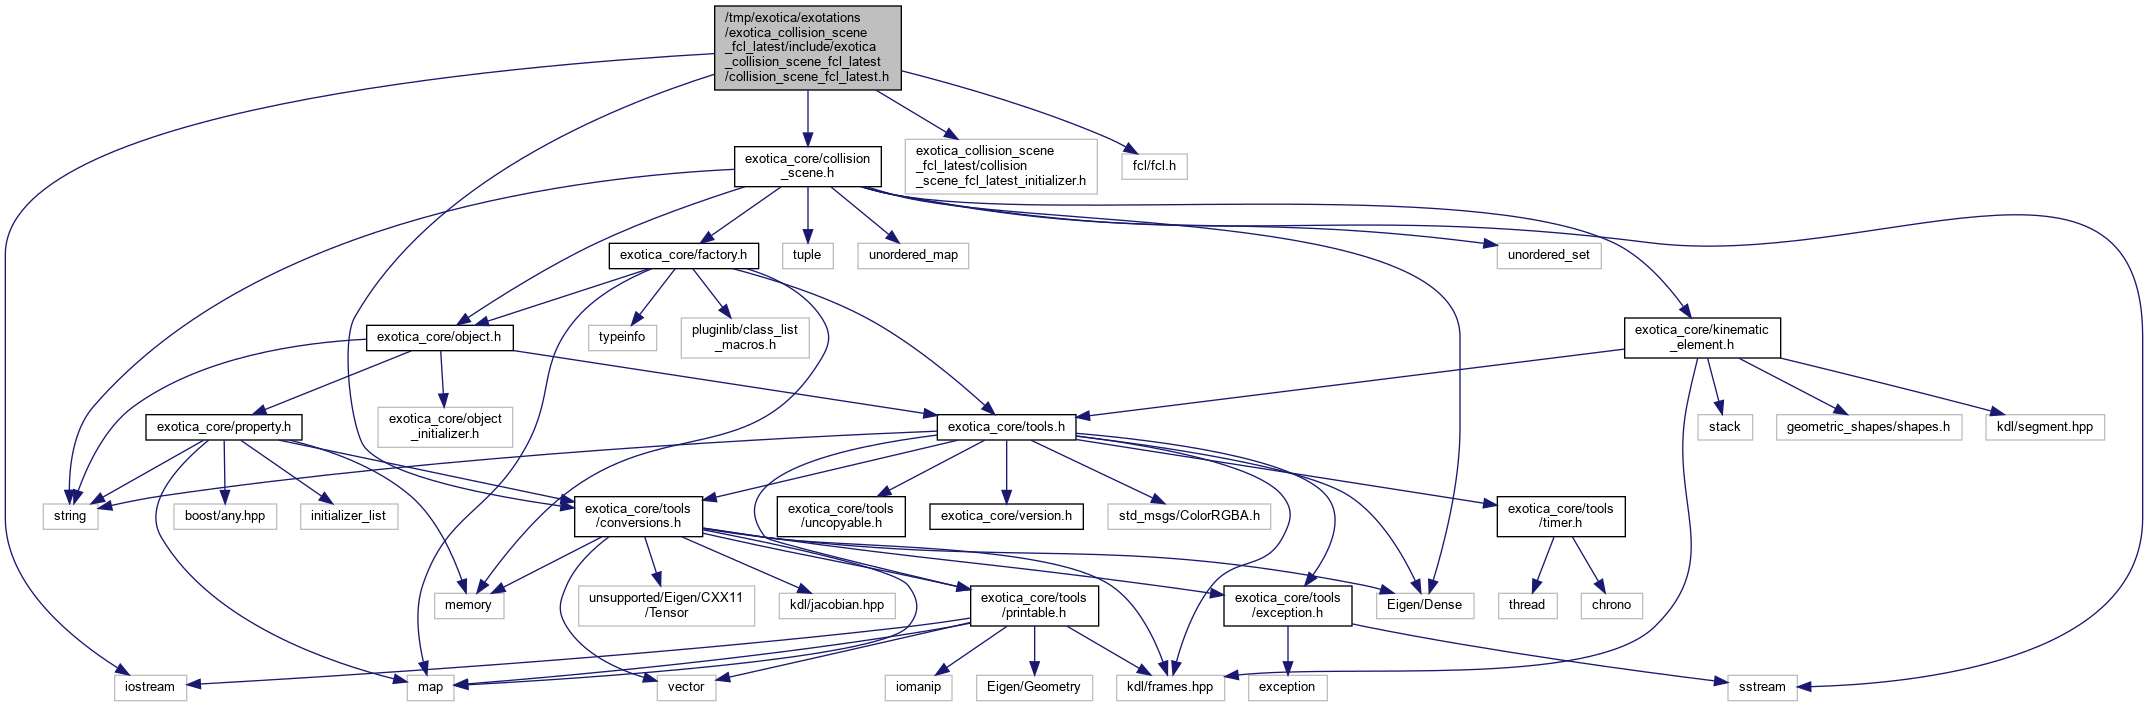 /tmp/exotica/exotations
/exotica_collision_scene
_fcl_latest/include/exotica
_collision_scene_fcl_latest
/collision_scene_fcl_latest.h
exotica_core/collision
_scene.h
exotica_collision_scene
_fcl_latest/collision
_scene_fcl_latest_initializer.h
fcl/fcl.h
exotica_core/factory.h
tuple
unordered_map
unordered_set
exotica_core/object.h
typeinfo
pluginlib/class_list
_macros.h
exotica_core/kinematic
_element.h
exotica_core/property.h
exotica_core/object
_initializer.h
exotica_core/tools.h
stack
geometric_shapes/shapes.h
kdl/segment.hpp
string
boost/any.hpp
initializer_list
exotica_core/tools
/conversions.h
exotica_core/tools
/uncopyable.h
exotica_core/version.h
std_msgs/ColorRGBA.h
exotica_core/tools
/timer.h
memory
unsupported/Eigen/CXX11
/Tensor
kdl/jacobian.hpp
exotica_core/tools
/printable.h
exotica_core/tools
/exception.h
Eigen/Dense
thread
chrono
iostream
map
vector
iomanip
Eigen/Geometry
kdl/frames.hpp
exception
sstream